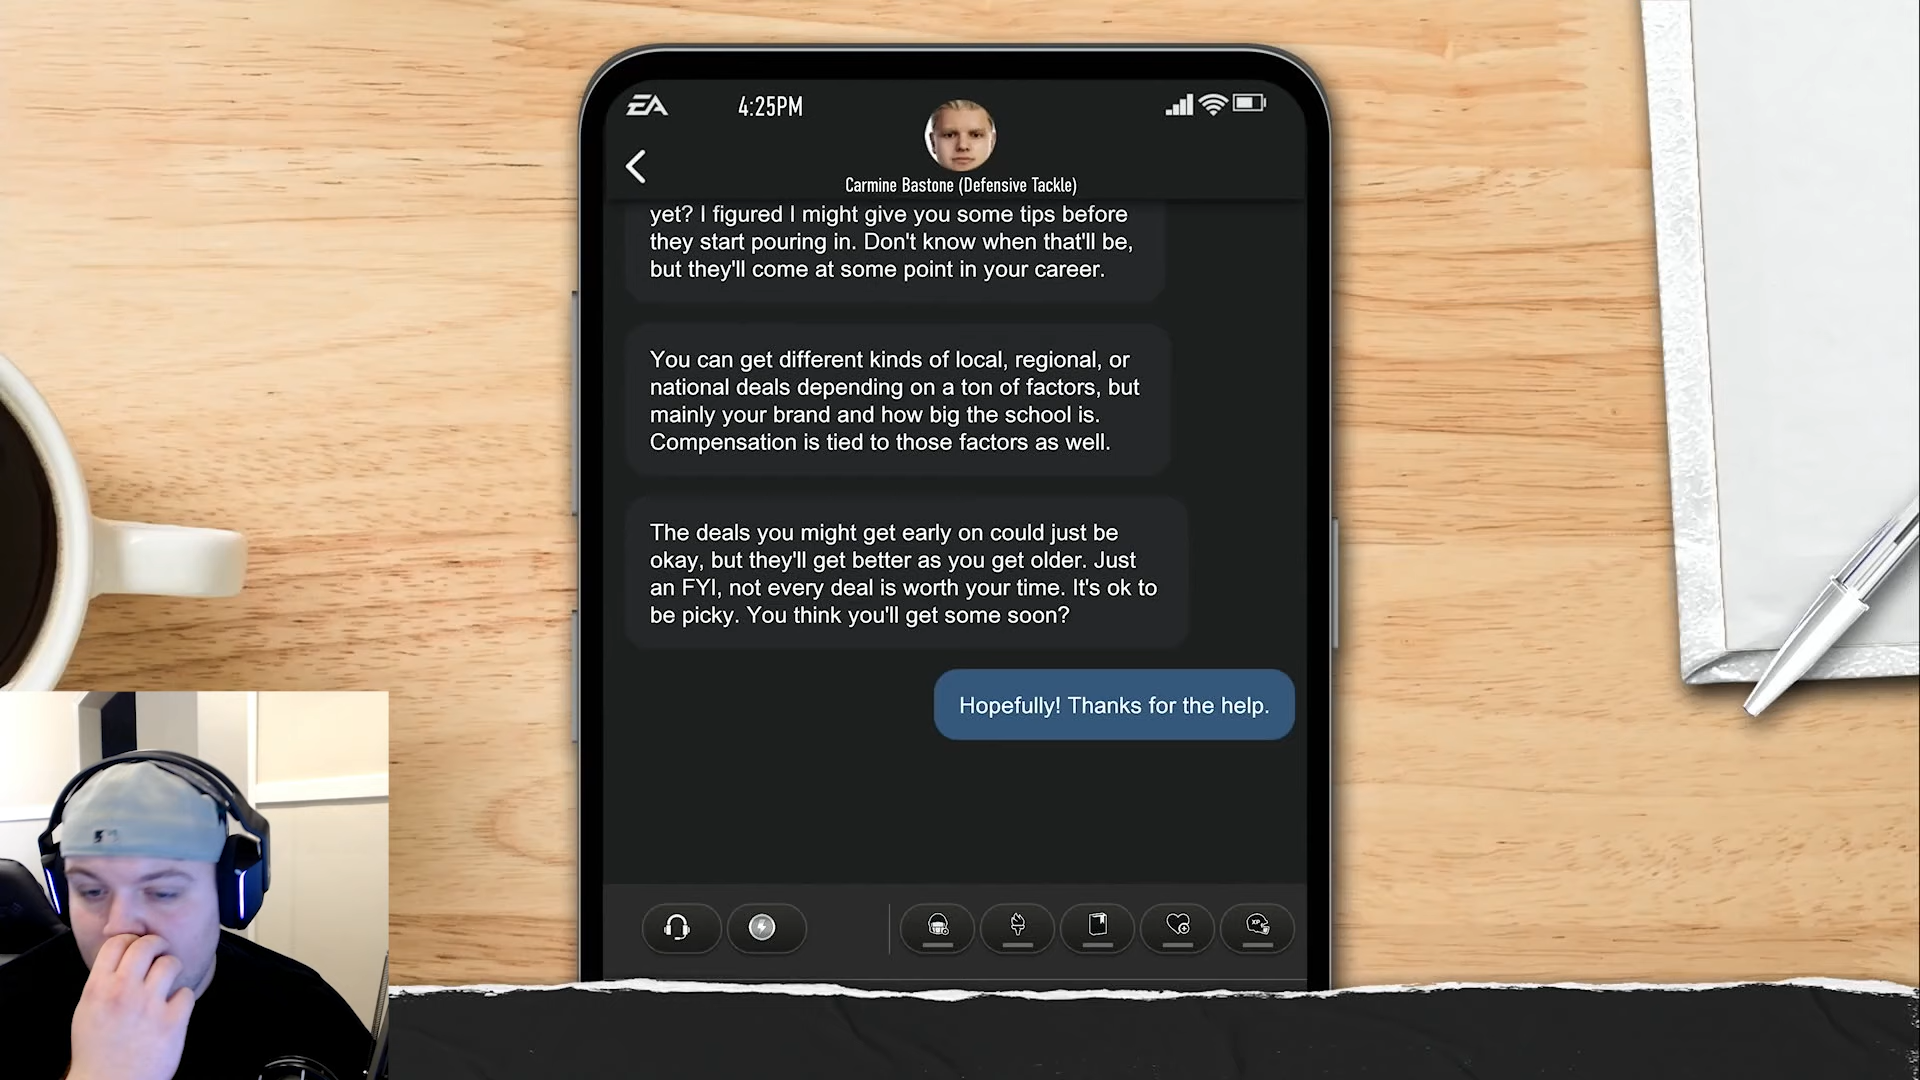 EA
4:25PM
Carmine Bastone (Defensive Tackle)
yet? I figured I might give you some tips before
they start pouring in. Don't know when that'll be,
but they'll come at some point in your career.
You can get different kinds of local, regional, or
national deals depending on a ton of factors, but
mainly your brand and how big the school is.
Compensation is tied to those factors as well.
The deals you might get early on could just be
okay, but they'll get better as you get older. Just
an FYI, not every deal is worth your time. It's ok to
be picky. You think you'll get some soon?
Hopefully! Thanks for the help.
XP